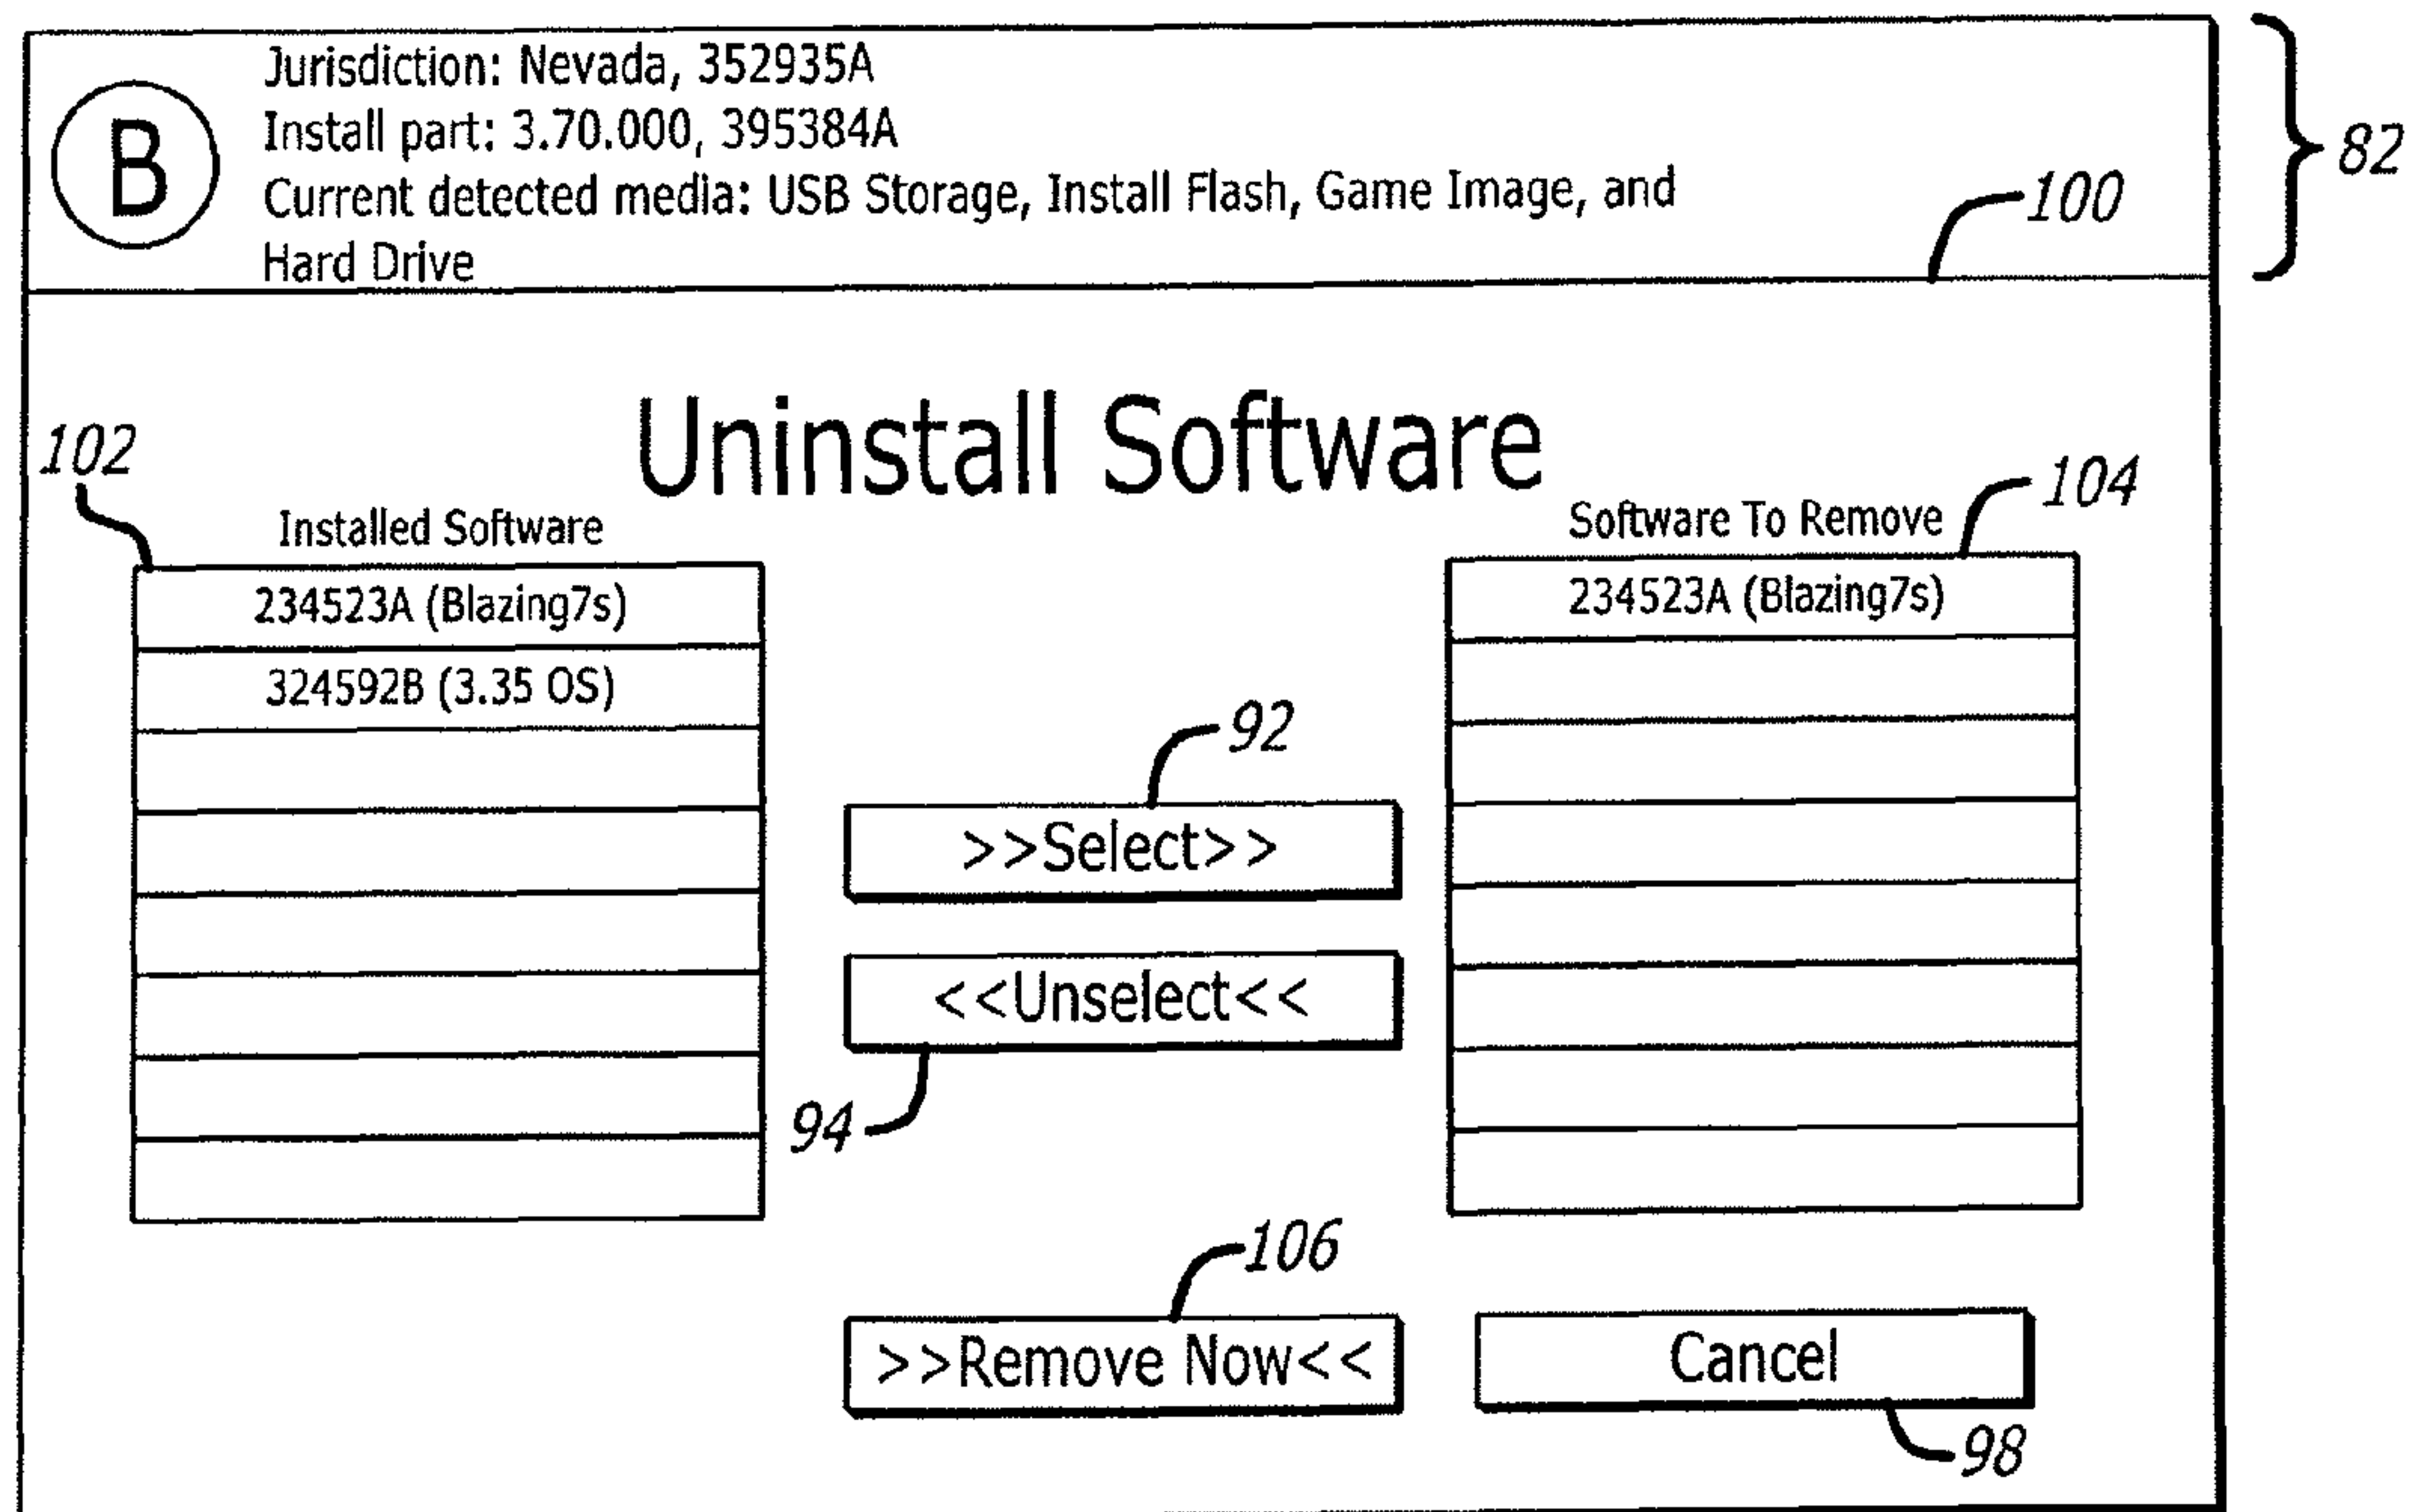 B
Jurisdiction: Nevada, 352935A
Install part: 3.70.000, 395384A
Current detected media: USB Storage, Install Flash, Game Image, and
Hard Drive
82
100
Uninstall Software
102
104
Installed Software
Software To Remove
234523A (Blazing7s)
324592B (3.35 OS)
234523A (Blazing7s)
92
>>Select>>
<<Unselect<<
94
106
>>Remove Now<<
Cancel
98